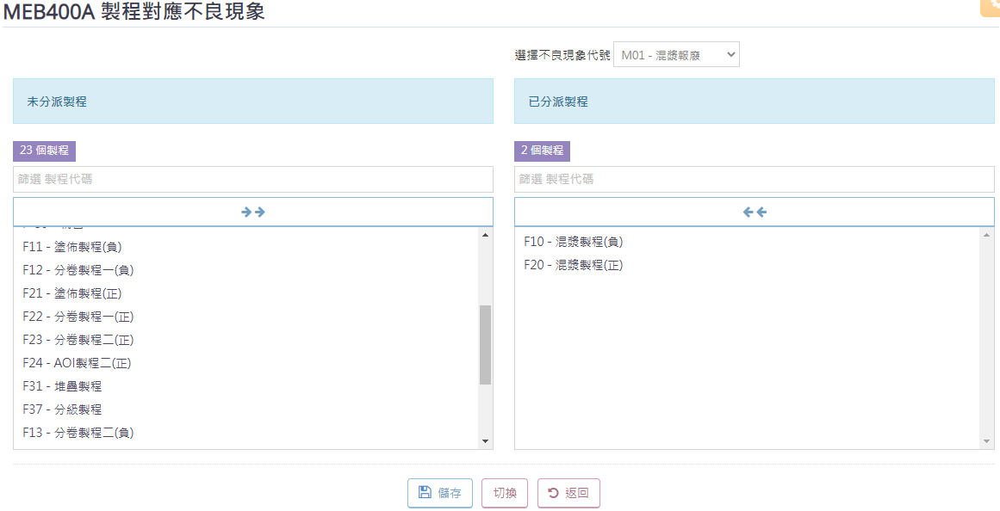 MEB400A 製程對應不良現象
選擇不良現象代號 M01 - 混漿報廢
未分派製程
已分派製程
23 個製程
2 個製程
篩選 製程代碼
篩選 製程代碼
F11 - 塗佈製程(負)
F12 - 分卷製程一(負)
F21 - 塗佈製程(正)
F22 - 分卷製程一(正)
F23 - 分卷製程二(正)
F24 - AOI製程二(正)
F31 - 堆疊製程
F37 - 分級製程
F13 - 分卷製程二(負)
F10 - 混漿製程(負)
F20 - 混漿製程(正)
儲存
切換
返回